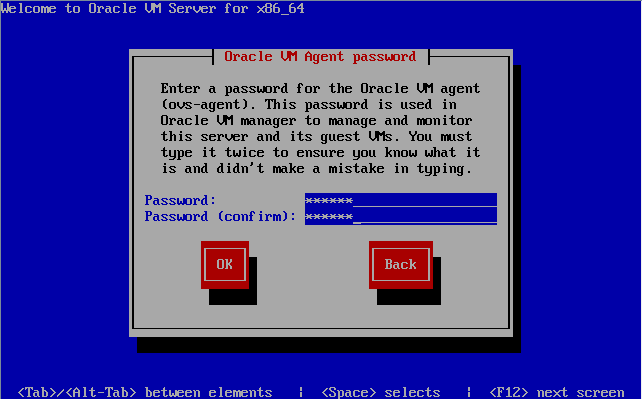 Welcome to Oracle VM Server for x86_64
Oracle VM Agent password
Enter a password for the Oracle VM agent
(ovs-agent). This password is used in
Oracle VM manager to manage and monitor
this server and its guest VMs. You must
type it twice to ensure you know what it
is and didn't make a mistake in typing.
Password: ******
Password (confirm): ******
OK Back
<Tab>/<Alt-Tab> between elements | <Space> selects | <F12> next screen